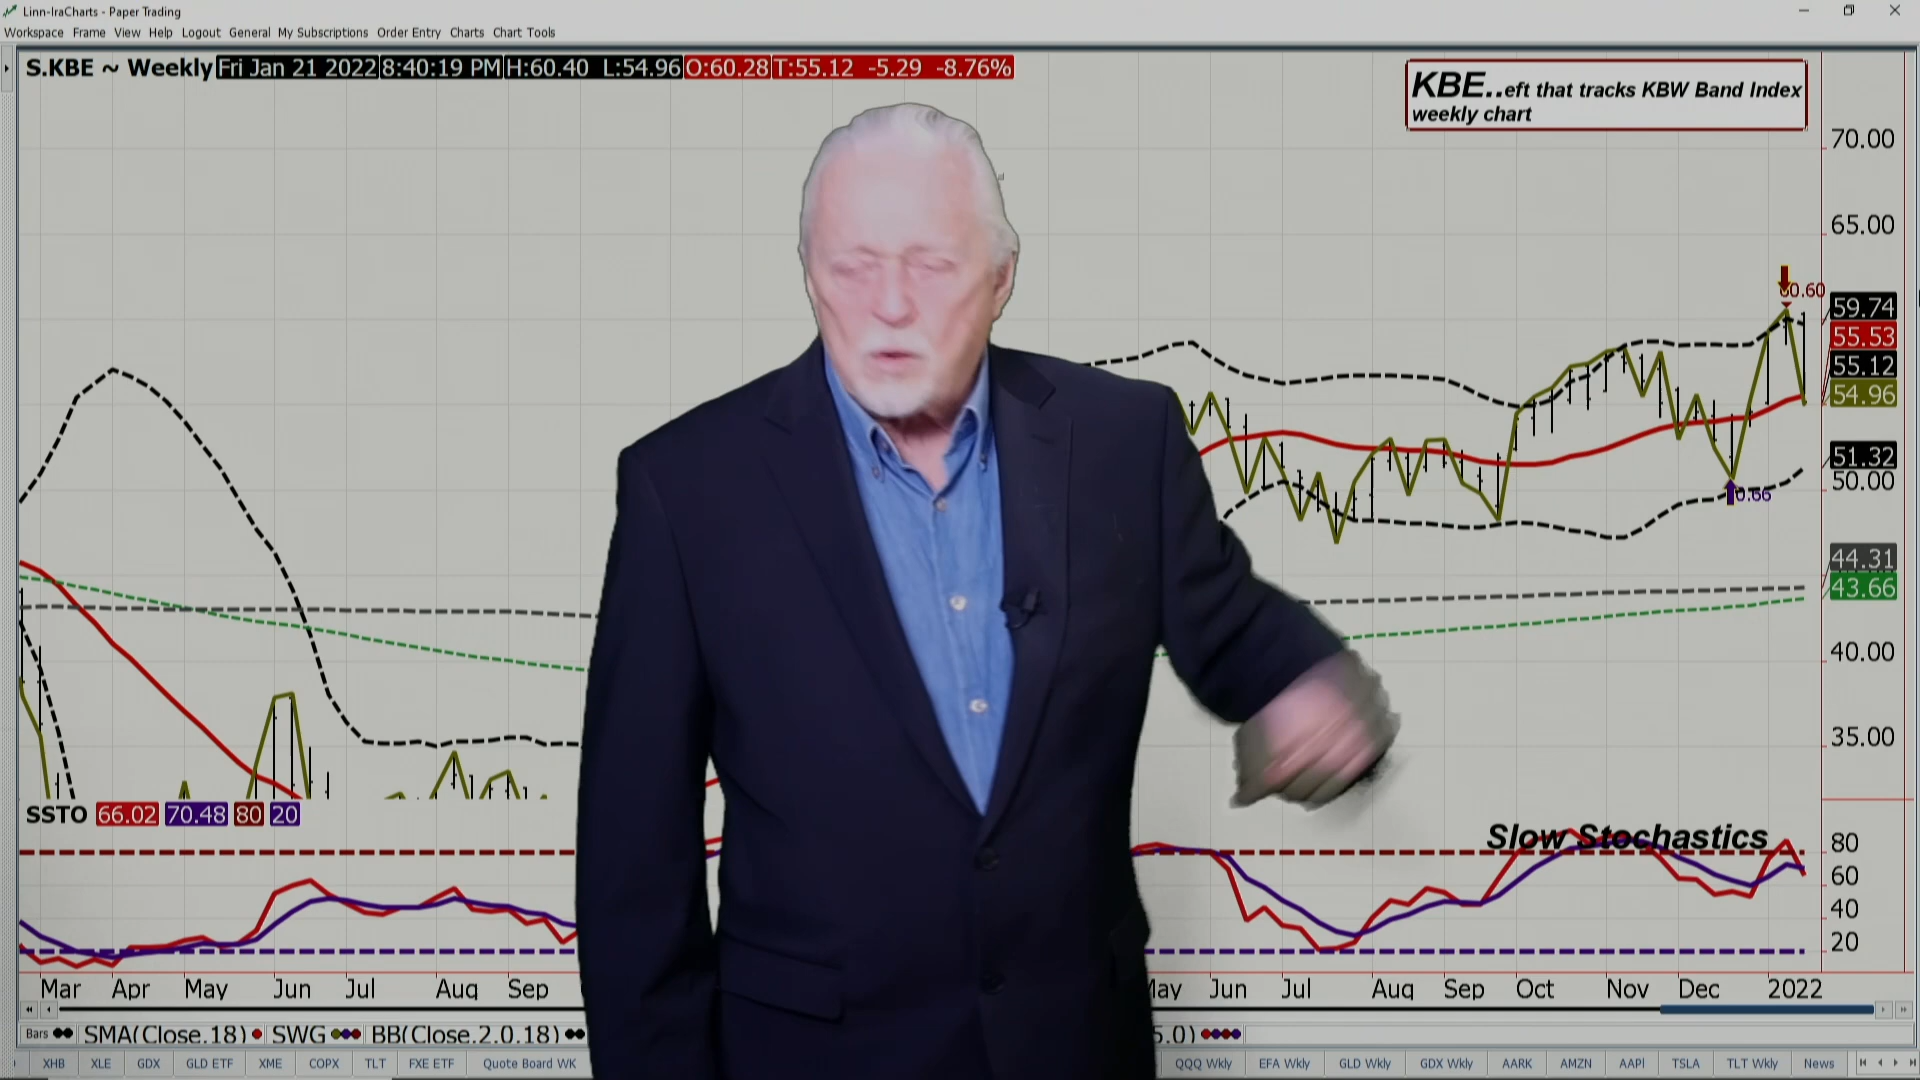 Linn-IraCharts - Paper Trading
Workspace Frame View Help Logout General My Subscriptions Order Entry Charts Chart Tools
S.KBE ~ Weekly Fri Jan 21 2022 8:40:19 PM H:60.40 L:54.96 O:60.28 T:55.12 -5.29 -8.76%
KBE..eft that tracks KBW Band Index
weekly chart
70.00
65.00
60.60
59.74
55.53
55.12
54.96
51.32
50.00
0.66
44.31
43.66
40.00
35.00
SSTO 66.02 70.48 80 20
Slow Stochastics
80
60
40
20
Mar Apr May Jun Jul Aug Sep May Jun Jul Aug Sep Oct Nov Dec 2022
Bars SMA(Close,18) SWG BB(Close,2.0,18) 5.0)
XHB XLE GDX GLD ETF XME COPX TLT FXE ETF Quote Board WK QQQ Wkly EFA Wkly GLD Wkly GDX Wkly AARK AMZN AAPl TSLA TLT Wkly News